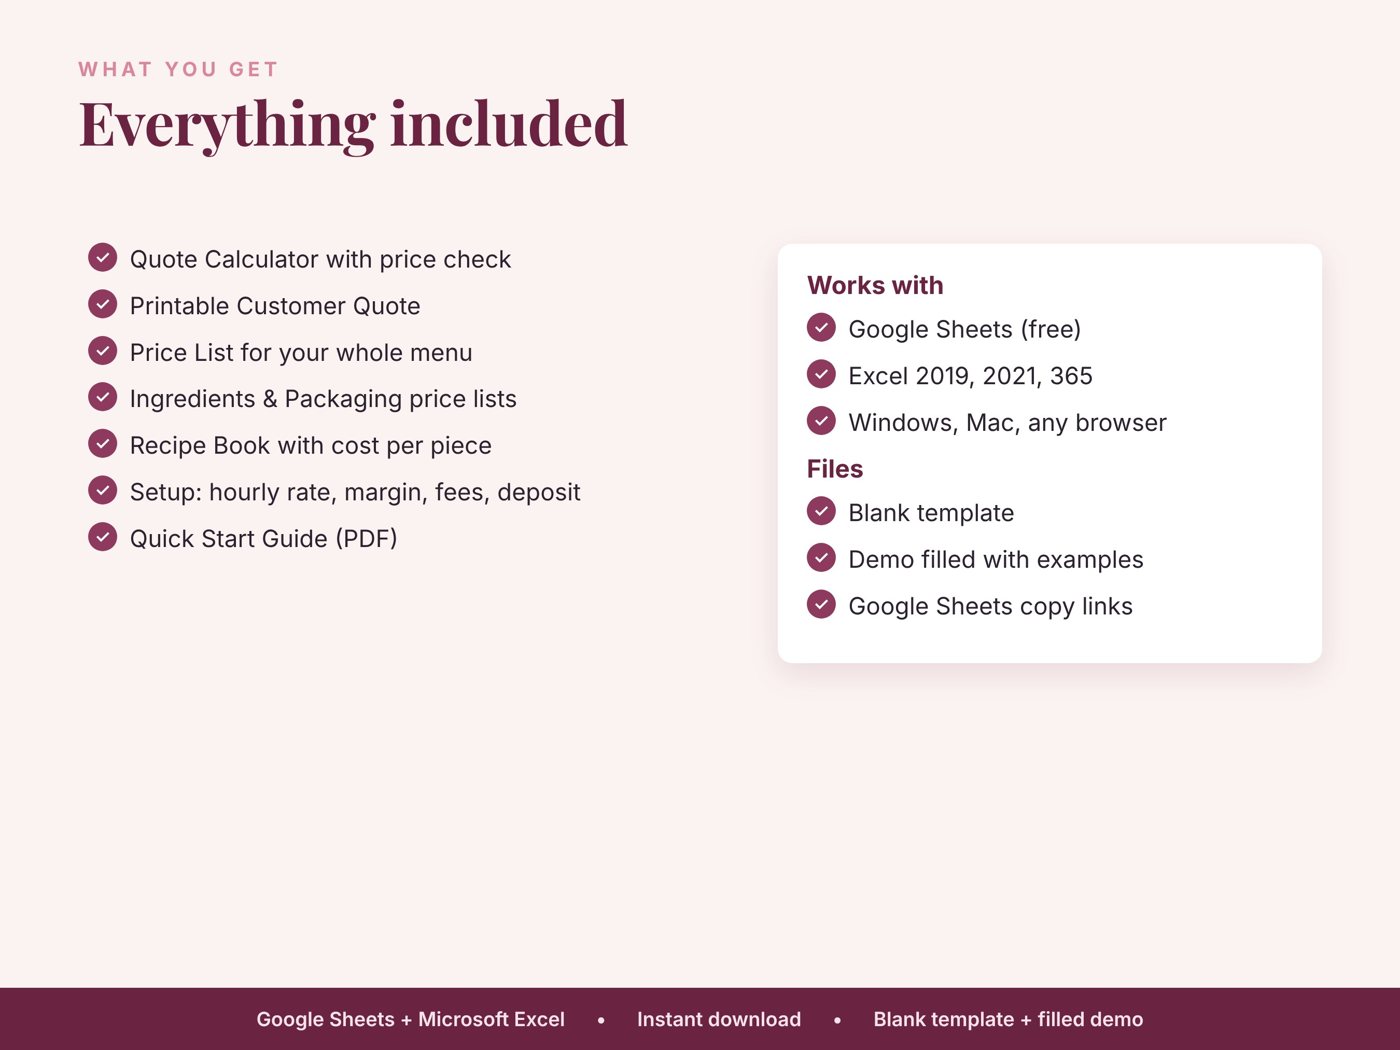 WHAT YOU GET
Everything included
Quote Calculator with price check
Printable Customer Quote
Price List for your whole menu
Ingredients & Packaging price lists
Recipe Book with cost per piece
Setup: hourly rate, margin, fees, deposit
Quick Start Guide (PDF)
Works with
Google Sheets (free)
Excel 2019, 2021, 365
Windows, Mac, any browser
Files
Blank template
Demo filled with examples
Google Sheets copy links
Google Sheets + Microsoft Excel • Instant download • Blank template + filled demo